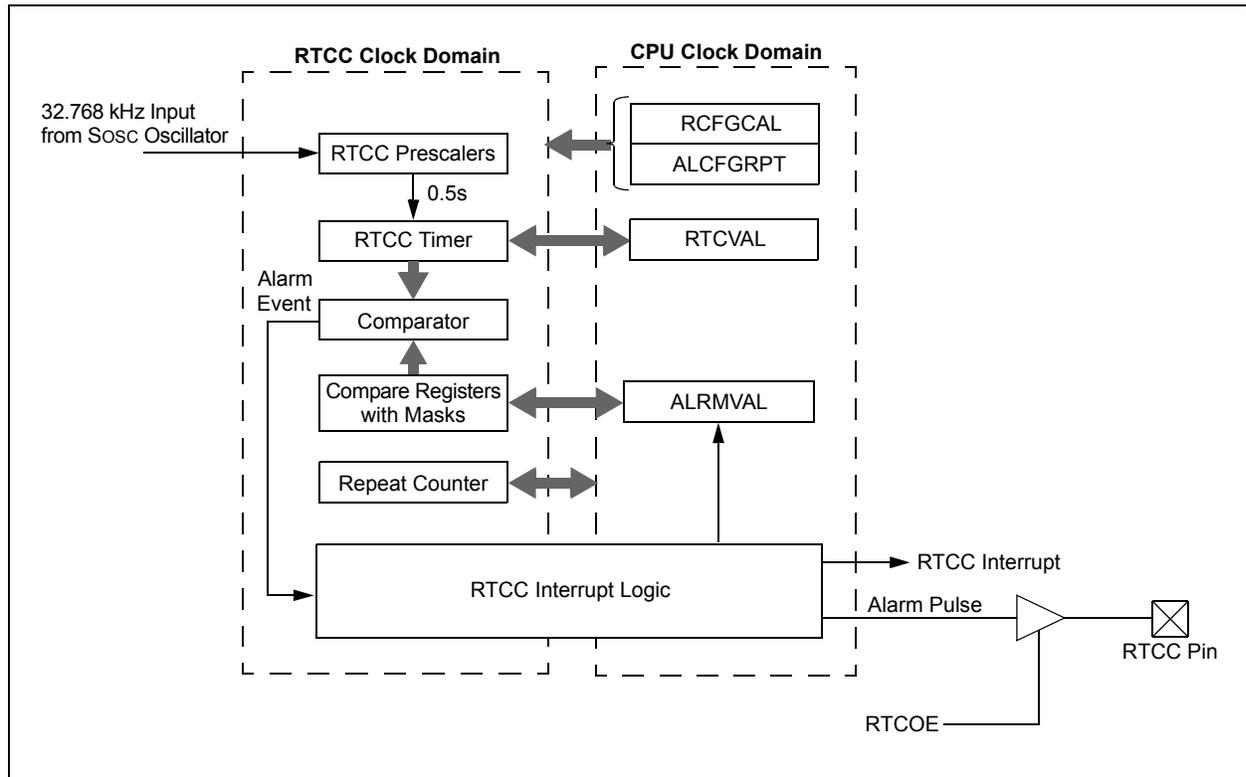 RTCC Clock Domain
CPU Clock Domain
32.768 kHz Input
from SOSC Oscillator
RTCC Prescalers
RCFGCAL
ALCFGRPT
0.5s
RTCC Timer
RTCVAL
Alarm
Event
Comparator
Compare Registers
with Masks
ALRMVAL
Repeat Counter
RTCC Interrupt Logic
RTCC Interrupt
Alarm Pulse
RTCC Pin
RTCOE